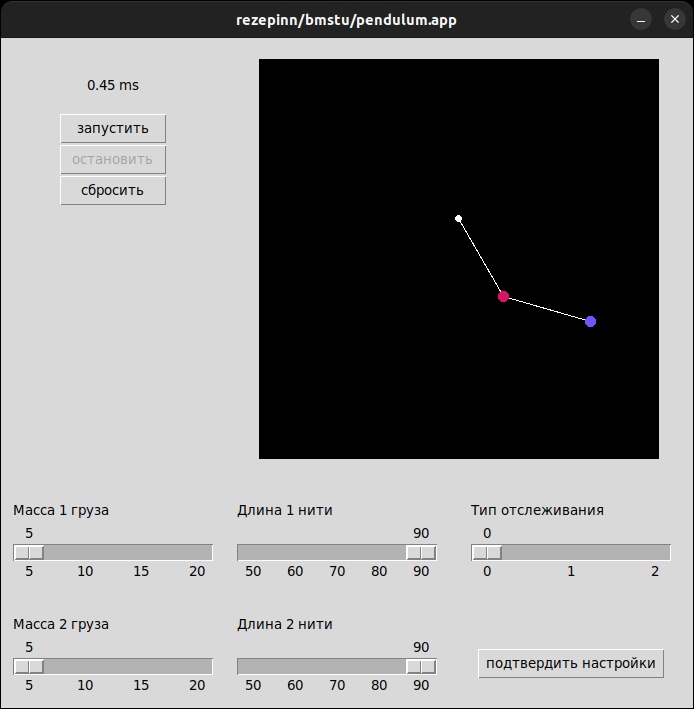 rezepinn/bmstu/pendulum.app
0.45 ms
запустить
остановить
сбросить
Масса 1 груза
5
5 10 15 20
Длина 1 нити
90
50 60 70 80 90
Тип отслеживания
0
0 1 2
Масса 2 груза
5
5 10 15 20
Длина 2 нити
90
50 60 70 80 90
подтвердить настройки